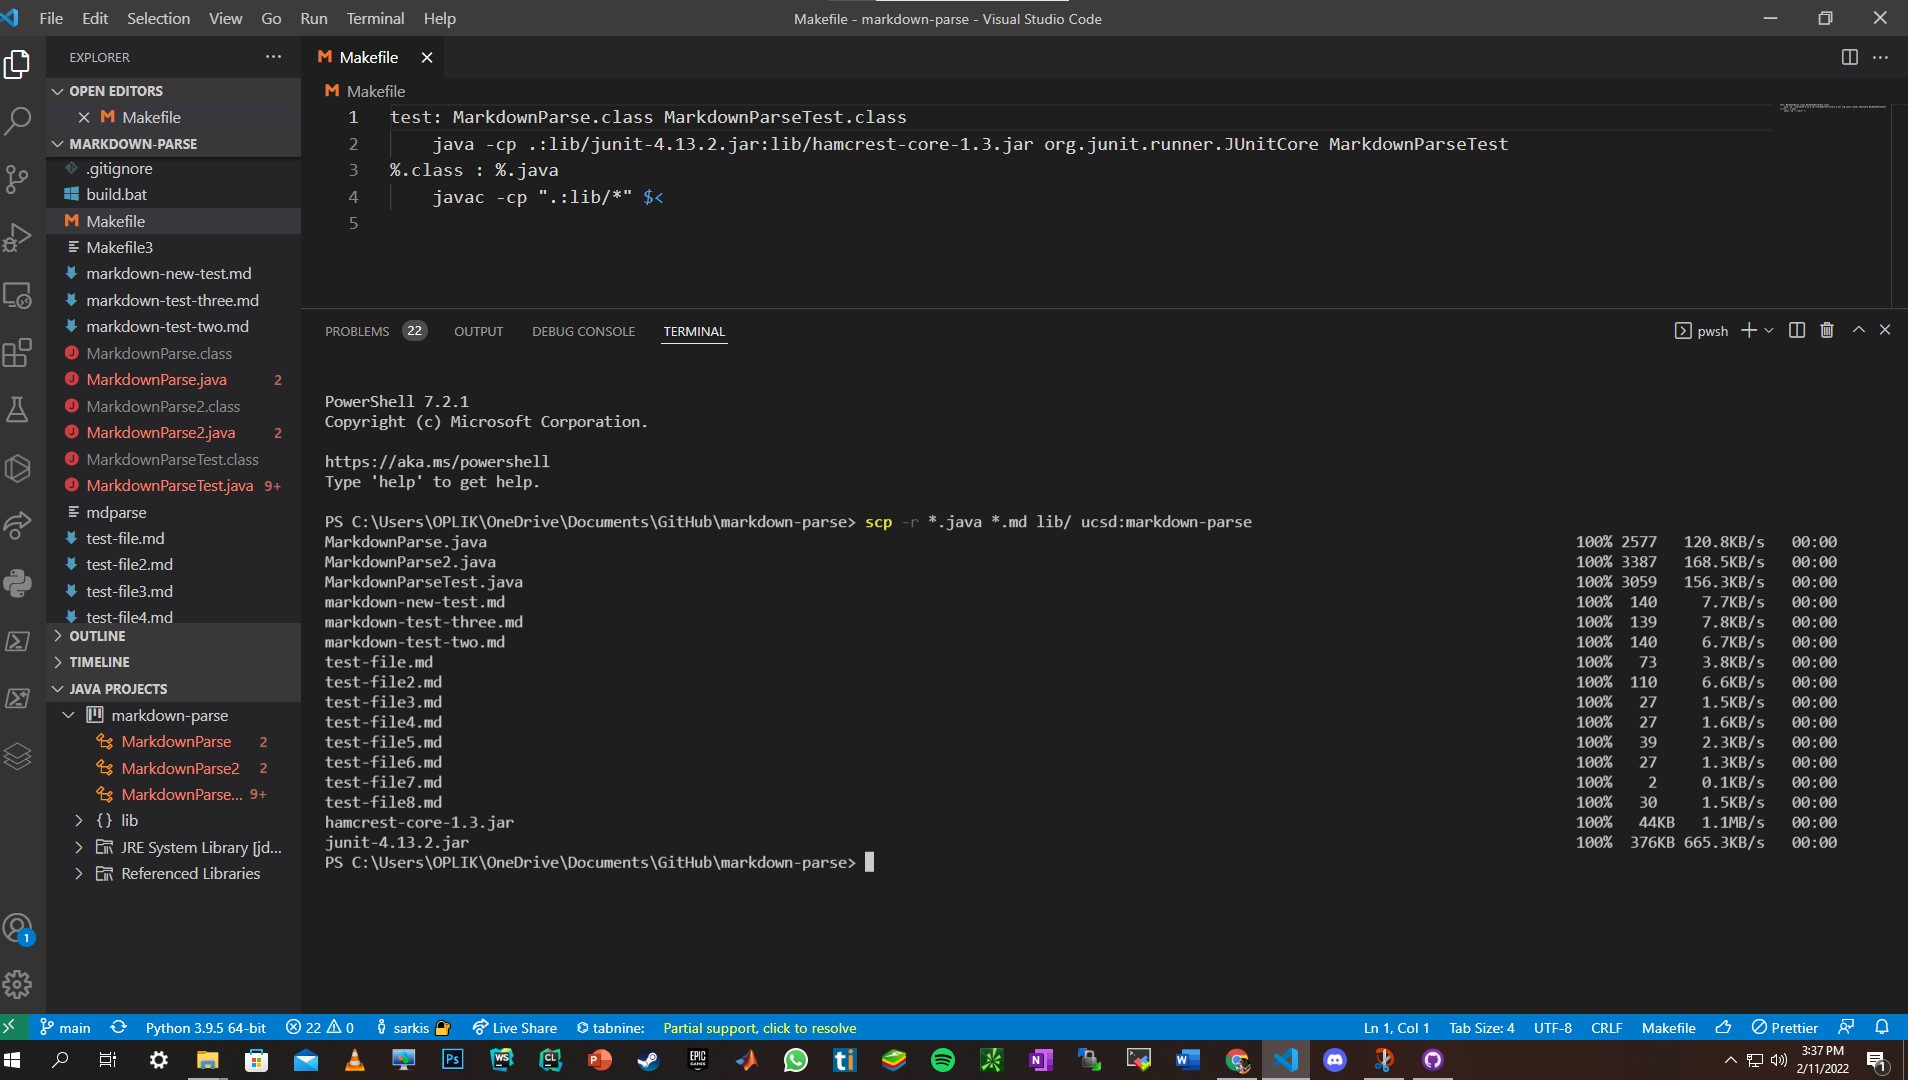 File Edit Selection View Go Run Terminal Help
Makefile - markdown-parse - Visual Studio Code
EXPLORER
OPEN EDITORS
Makefile
MARKDOWN-PARSE
.gitignore
build.bat
Makefile
Makefile3
markdown-new-test.md
markdown-test-three.md
markdown-test-two.md
MarkdownParse.class
MarkdownParse.java 2
MarkdownParse2.class
MarkdownParse2.java 2
MarkdownParseTest.class
MarkdownParseTest.java 9+
mdparse
test-file.md
test-file2.md
test-file3.md
test-file4.md
OUTLINE
TIMELINE
JAVA PROJECTS
markdown-parse
MarkdownParse 2
MarkdownParse2 2
MarkdownParse... 9+
{} lib
JRE System Library [jd...
Referenced Libraries
1
Makefile
Makefile
1 test: MarkdownParse.class MarkdownParseTest.class
2 java -cp .:lib/junit-4.13.2.jar:lib/hamcrest-core-1.3.jar org.junit.runner.JUnitCore MarkdownParseTest
3 %.class : %.java
4 javac -cp ".:lib/*" $<
5
PROBLEMS 22 OUTPUT DEBUG CONSOLE TERMINAL
pwsh
PowerShell 7.2.1
Copyright (c) Microsoft Corporation.
https://aka.ms/powershell
Type 'help' to get help.
PS C:\Users\OPLIK\OneDrive\Documents\GitHub\markdown-parse> scp -r *.java *.md lib/ ucsd:markdown-parse
MarkdownParse.java 100% 2577 120.8KB/s 00:00
MarkdownParse2.java 100% 3387 168.5KB/s 00:00
MarkdownParseTest.java 100% 3059 156.3KB/s 00:00
markdown-new-test.md 100% 140 7.7KB/s 00:00
markdown-test-three.md 100% 139 7.8KB/s 00:00
markdown-test-two.md 100% 140 6.7KB/s 00:00
test-file.md 100% 73 3.8KB/s 00:00
test-file2.md 100% 110 6.6KB/s 00:00
test-file3.md 100% 27 1.5KB/s 00:00
test-file4.md 100% 27 1.6KB/s 00:00
test-file5.md 100% 39 2.3KB/s 00:00
test-file6.md 100% 27 1.3KB/s 00:00
test-file7.md 100% 2 0.1KB/s 00:00
test-file8.md 100% 30 1.5KB/s 00:00
hamcrest-core-1.3.jar 100% 44KB 1.1MB/s 00:00
junit-4.13.2.jar 100% 376KB 665.3KB/s 00:00
PS C:\Users\OPLIK\OneDrive\Documents\GitHub\markdown-parse>
main Python 3.9.5 64-bit 22 0 sarkis Live Share tabnine: Partial support, click to resolve
Ln 1, Col 1 Tab Size: 4 UTF-8 CRLF Makefile Prettier
Ps WS CL P EPIC GAMES ti N W
3:37 PM
2/11/2022
1